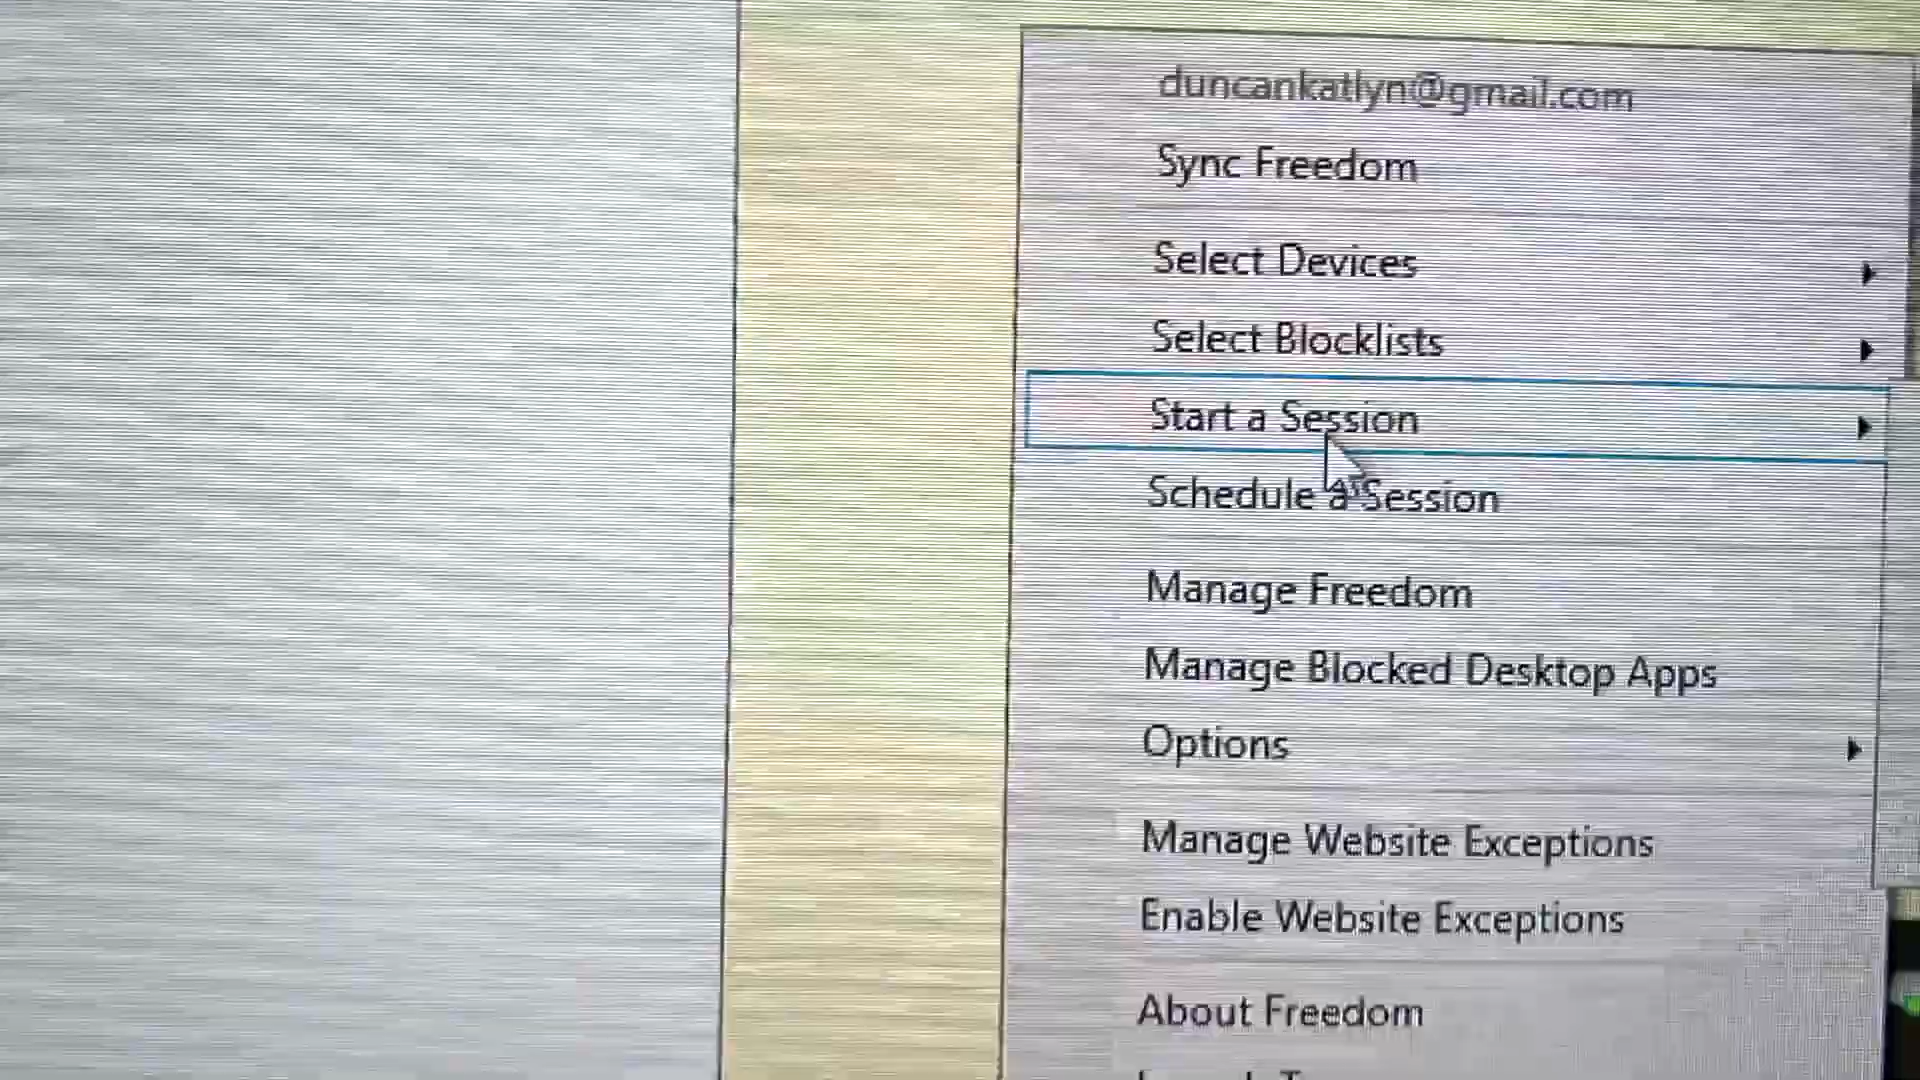 duncankatlyn@gmail.com
Sync Freedom
Select Devices
Select Blocklists
Start a Session
Schedule a Session
Manage Freedom
Manage Blocked Desktop Apps
Options
Manage Website Exceptions
Enable Website Exceptions
About Freedom